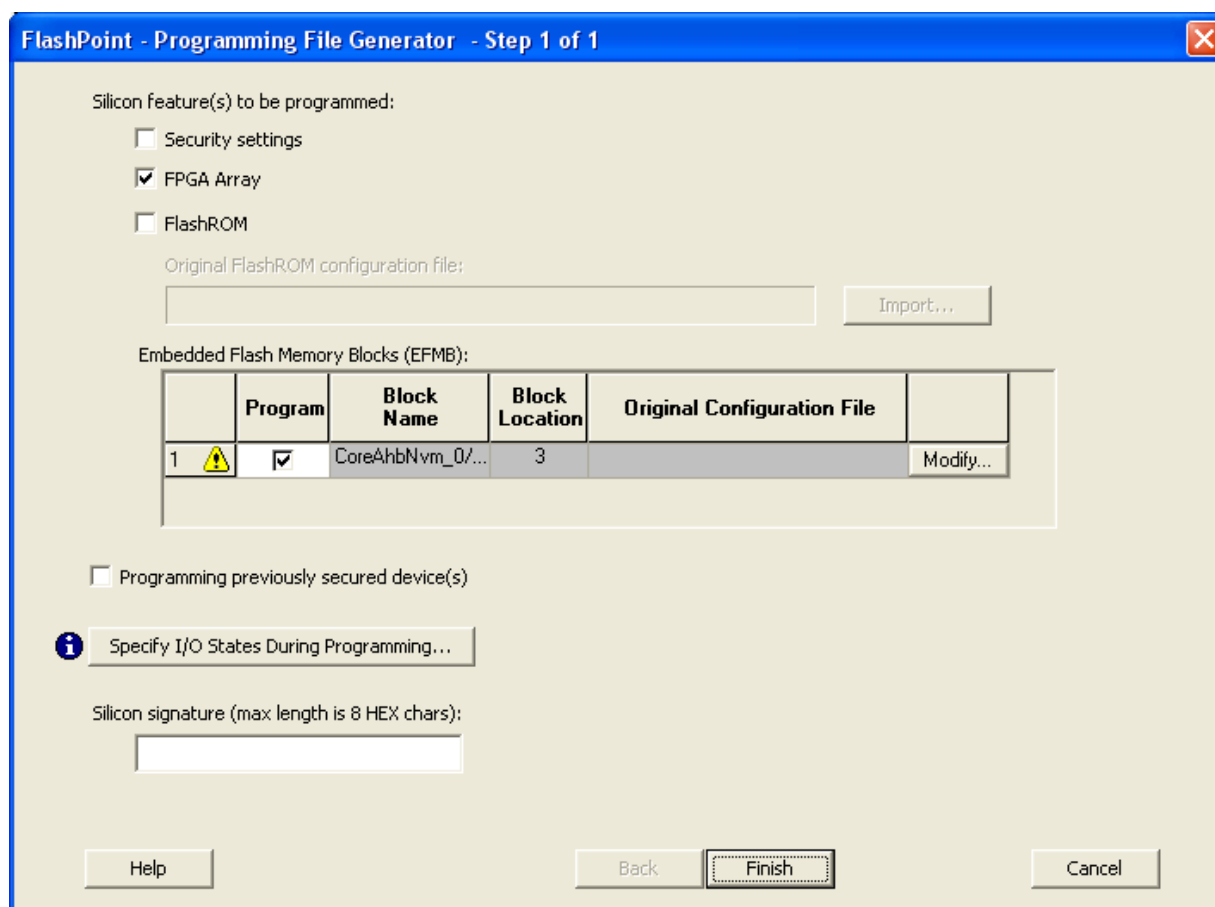 FlashPoint - Programming File Generator - Step 1 of 1
Silicon feature(s) to be programmed:
Security settings
FPGA Array
FlashROM
Original FlashROM configuration file:
Import...
Embedded Flash Memory Blocks (EFMB):
Program Block Name Block Location Original Configuration File
1 CoreAhbNvm_0/... 3 Modify...
Programming previously secured device(s)
Specify I/O States During Programming...
Silicon signature (max length is 8 HEX chars):
Help Back Finish Cancel